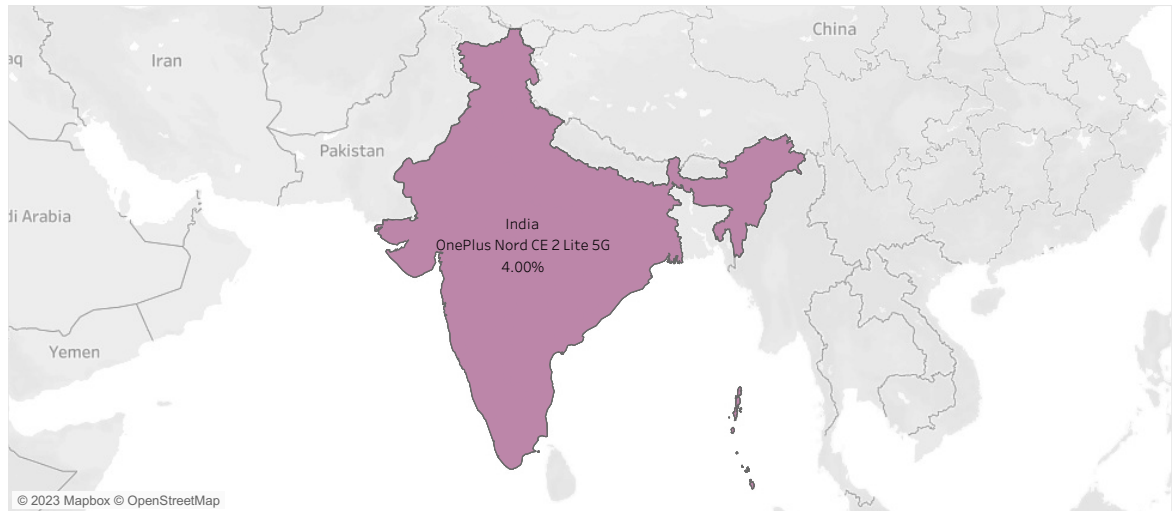 China
Iran
aq
Pakistan
di Arabia
India
OnePlus Nord CE 2 Lite 5G
4.00%
Yemen
© 2023 Mapbox © OpenStreetMap